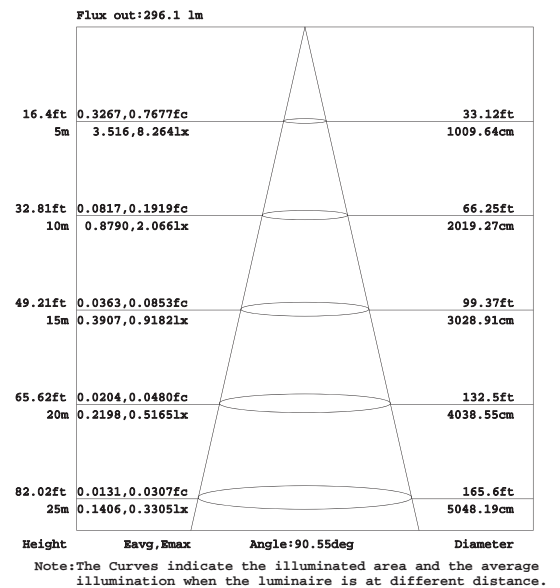 Flux out:296.1 lm
16.4ft 0.3267,0.7677fc 33.12ft
5m 3.516,8.264lx 1009.64cm
32.81ft 0.0817,0.1919fc 66.25ft
10m 0.8790,2.066lx 2019.27cm
49.21ft 0.0363,0.0853fc 99.37ft
15m 0.3907,0.9182lx 3028.91cm
65.62ft 0.0204,0.0480fc 132.5ft
20m 0.2198,0.5165lx 4038.55cm
82.02ft 0.0131,0.0307fc 165.6ft
25m 0.1406,0.3305lx 5048.19cm
Height Eavg,Emax Angle:90.55deg Diameter
Note:The Curves indicate the illuminated area and the average
illumination when the luminaire is at different distance.